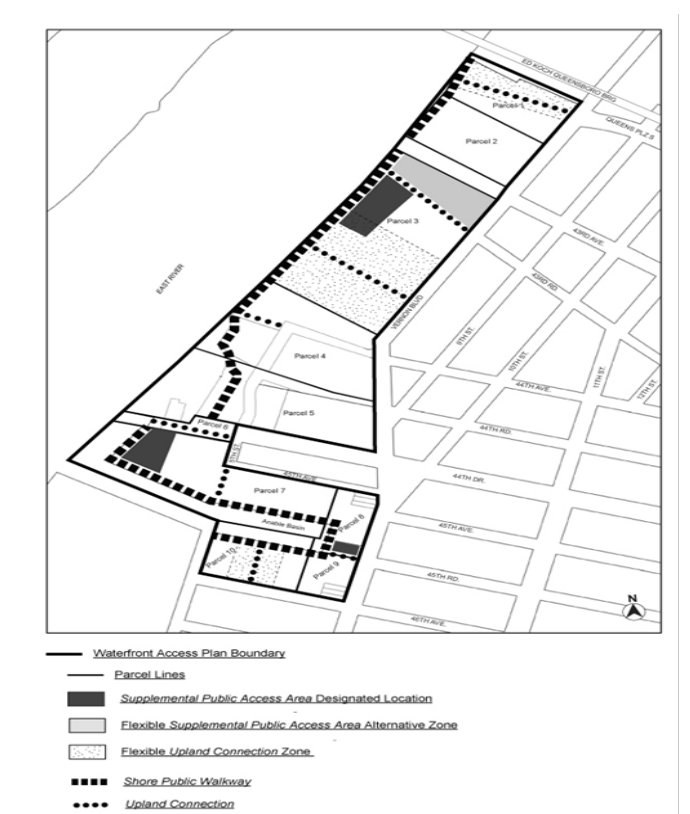 ED KOCH QUEENSBORO BRG.
QUEENS PLZ S
Parcel 1
Parcel 2
Parcel 3
43RD AVE.
43RD RD.
EAST RIVER
VERNON BLVD
9TH ST.
10TH ST.
11TH ST.
12TH ST.
Parcel 4
44TH AVE.
Parcel 5
Parcel 6
44TH RD.
5TH ST.
45TH AVE
44TH DR.
Parcel 7
Anable Basin
Parcel 8
45TH AVE.
Parcel 10
Parcel 9
45TH RD.
46TH AVE.
N
Waterfront Access Plan Boundary
Parcel Lines
Supplemental Public Access Area Designated Location
Flexible Supplemental Public Access Area Alternative Zone
Flexible Upland Connection Zone
Shore Public Walkway
Upland Connection